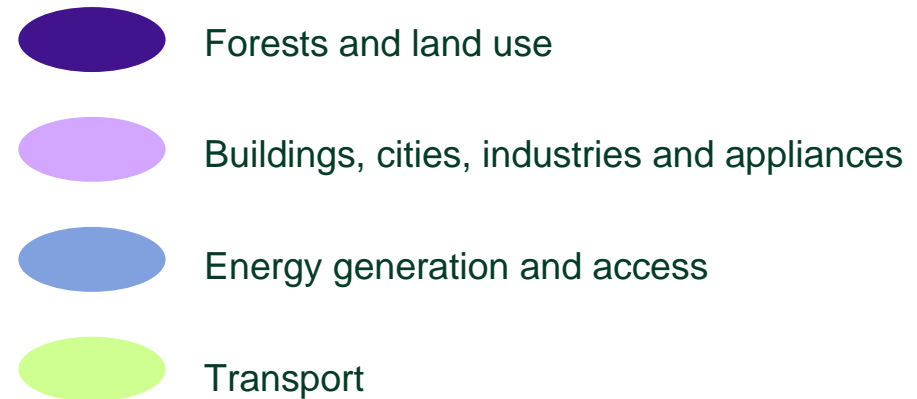 Forests and land use
Buildings, cities, industries and appliances
Energy generation and access
Transport